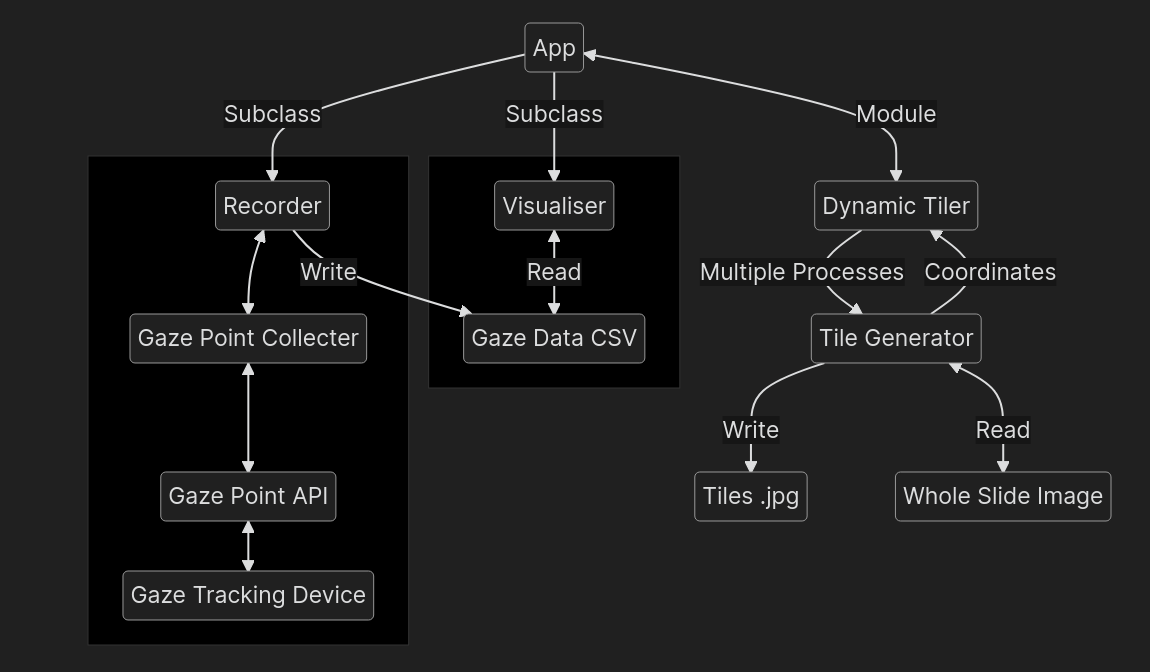 App
Subclass
Subclass
Module
Recorder
Visualiser
Dynamic Tiler
Write
Read
Multiple Processes
Coordinates
Gaze Point Collecter
Gaze Data CSV
Tile Generator
Write
Read
Gaze Point API
Tiles .jpg
Whole Slide Image
Gaze Tracking Device